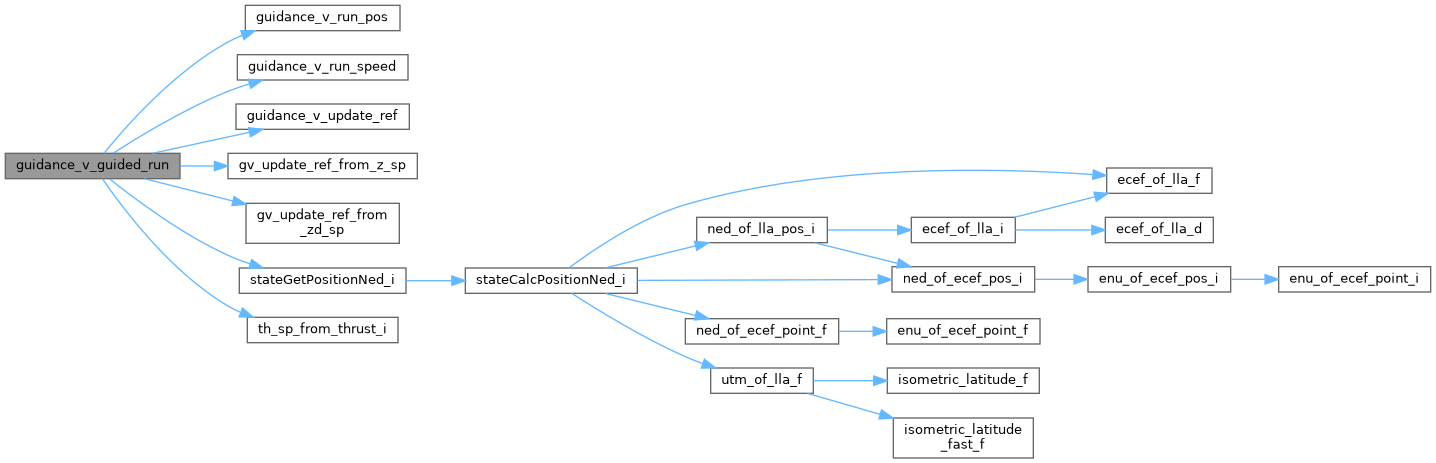 guidance_v_guided_run
guidance_v_run_pos
guidance_v_run_speed
guidance_v_update_ref
gv_update_ref_from_z_sp
gv_update_ref_from
_zd_sp
stateGetPositionNed_i
th_sp_from_thrust_i
stateCalcPositionNed_i
ned_of_lla_pos_i
ned_of_ecef_point_f
utm_of_lla_f
ecef_of_lla_i
ned_of_ecef_pos_i
enu_of_ecef_point_f
isometric_latitude_f
isometric_latitude
_fast_f
ecef_of_lla_f
ecef_of_lla_d
enu_of_ecef_pos_i
enu_of_ecef_point_i